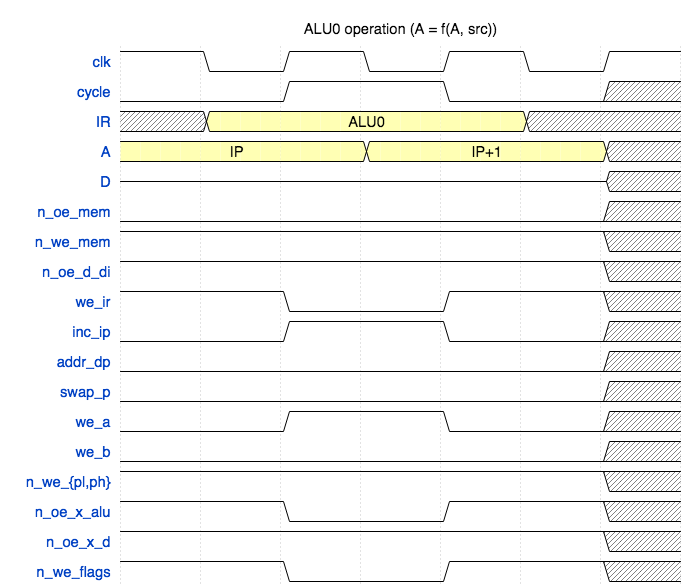 ALU0 operation (A = f(A, src))
clk
cycle
IR ALU0
A IP IP+1
D
n_oe_mem
n_we_mem
n_oe_d_di
we_ir
inc_ip
addr_dp
swap_p
we_a
we_b
n_we_{pl,ph}
n_oe_x_alu
n_oe_x_d
n_we_flags